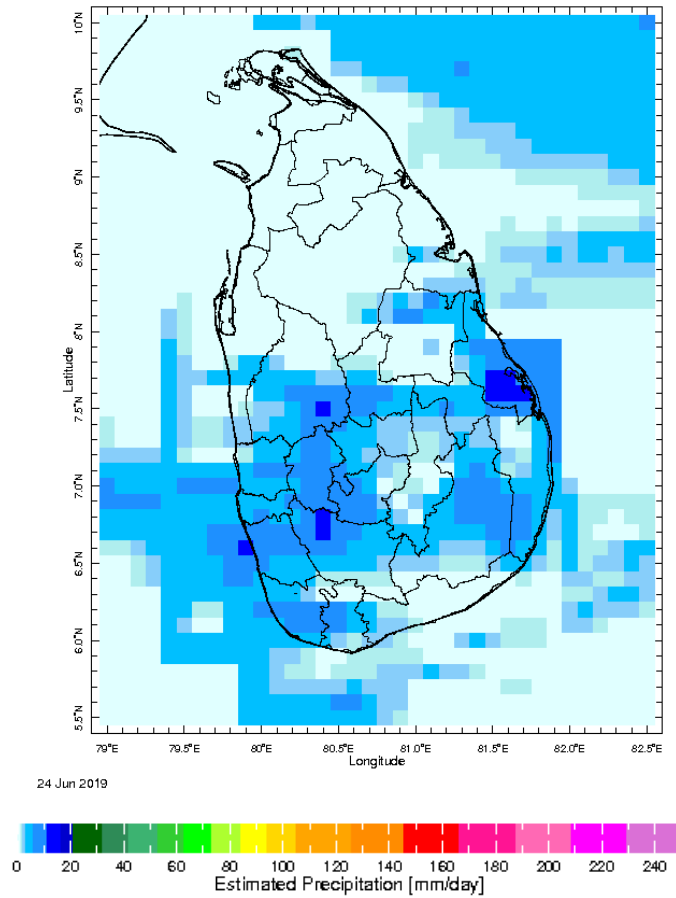 10°N
9.5°N
9°N
8.5°N
8°N
7.5°N
7.0°N
6.5°N
6.0°N
5.5°N
Latitude
79°E 79.5°E 80°E 80.5°E 81.0°E 81.5°E 82.0°E 82.5°E
Longitude
24 Jun 2019
0 20 40 60 80 100 120 140 160 180 200 220 240
Estimated Precipitation [mm/day]